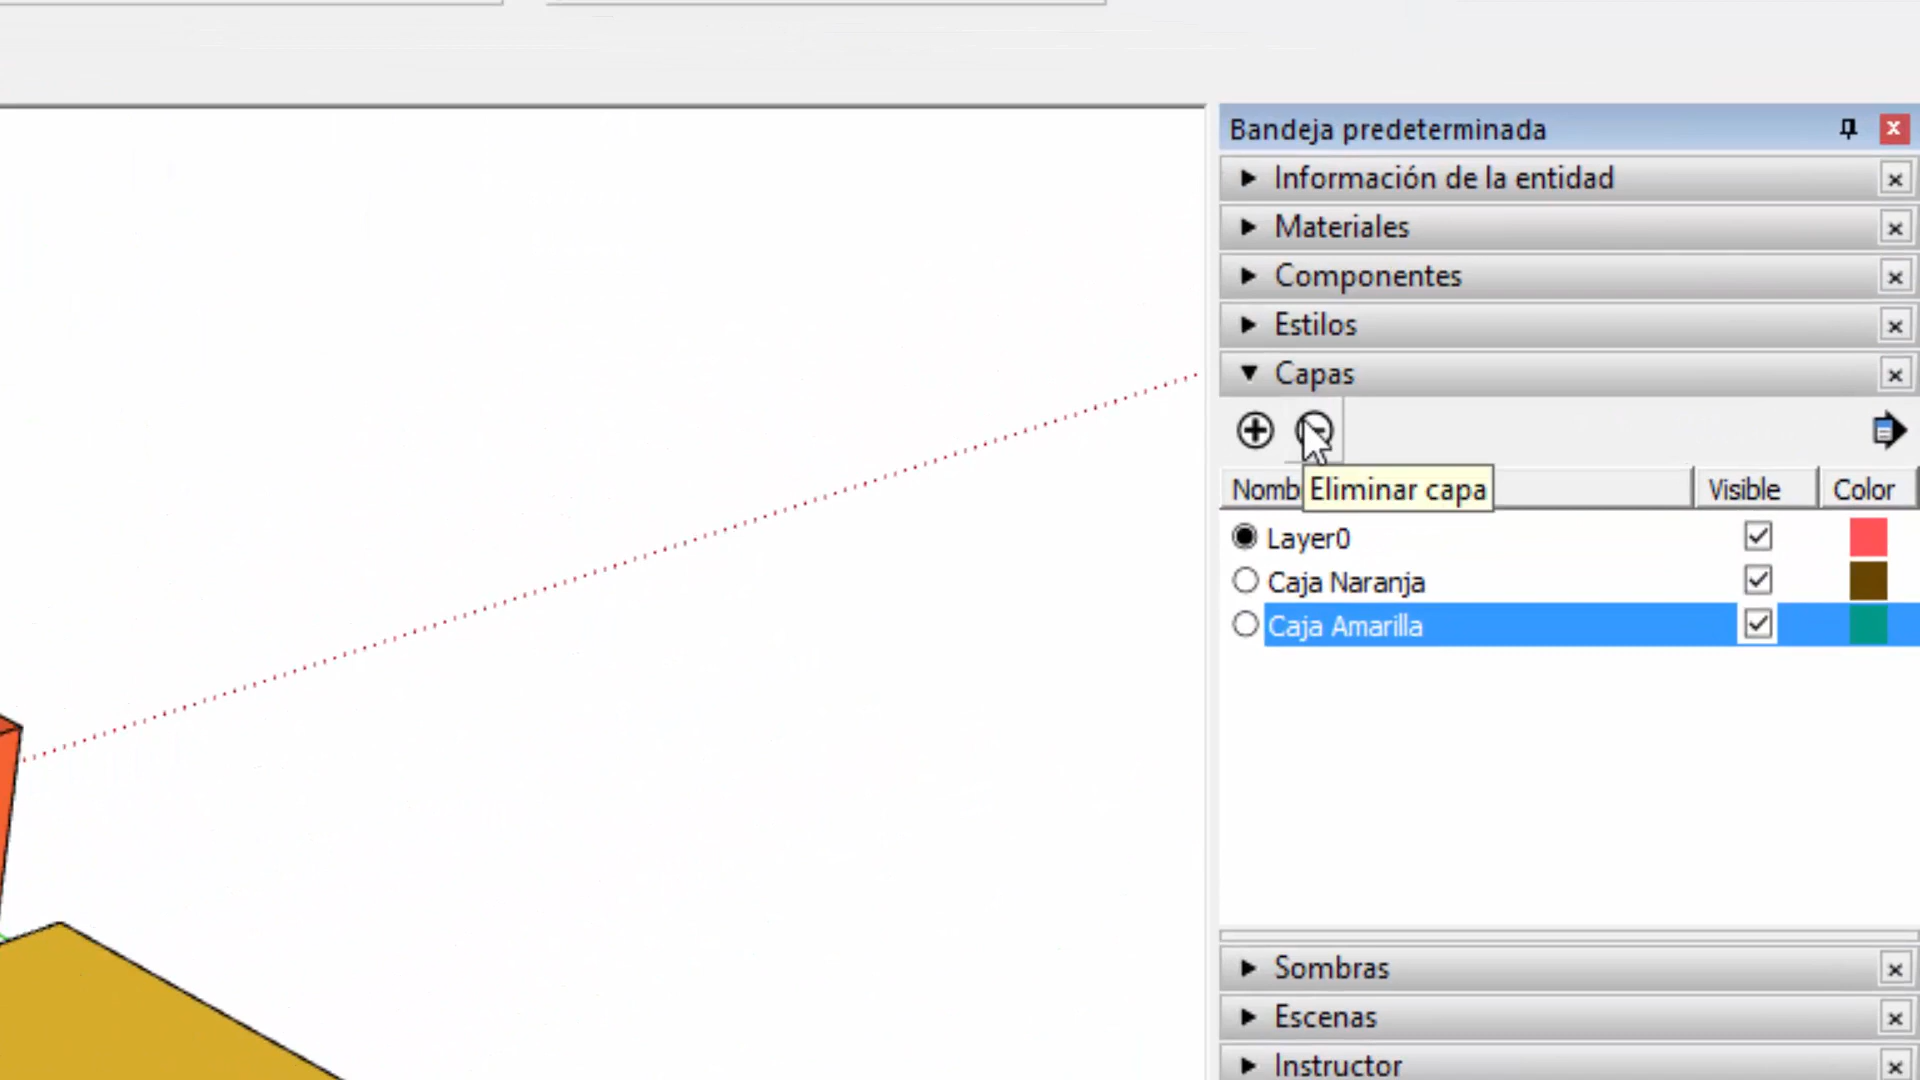 Bandeja predeterminada
Información de la entidad
Materiales
Componentes
Estilos
Capas
Eliminar capa
Nomb Visible Color
Layer0
Caja Naranja
Caja Amarilla
Sombras
Escenas
Instructor